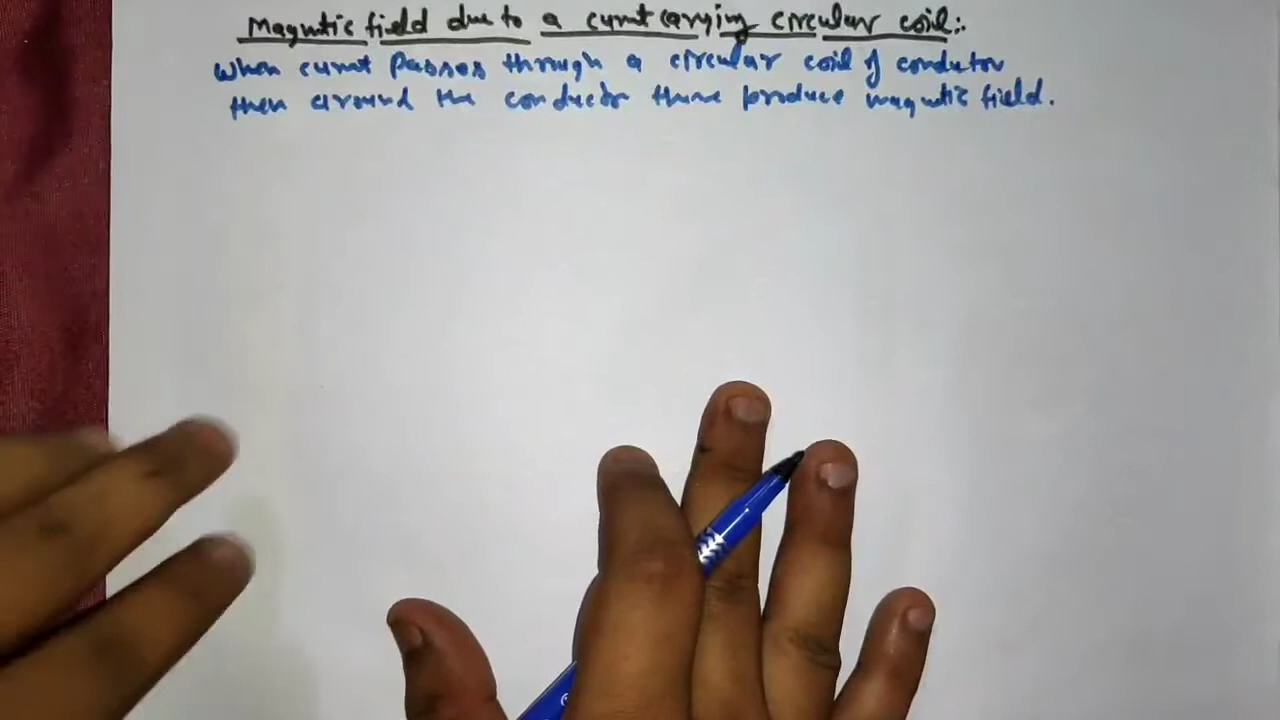 Magnetic field due to a current carrying circular coil:-
When current passes through a circular coil of conductor
then around the conductor there produce magnetic field.